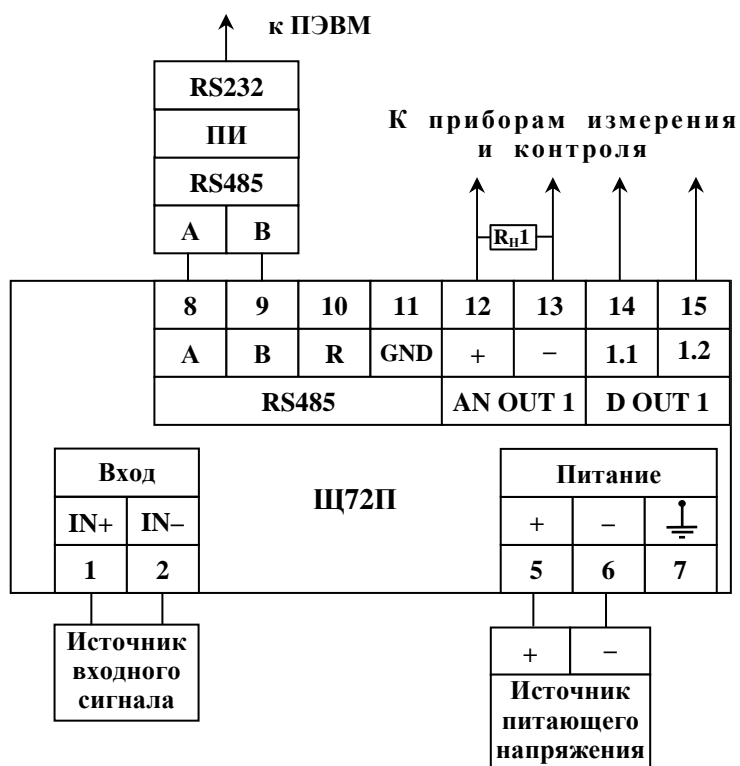 к ПЭВМ
RS232
ПИ
RS485
A B
К приборам измерения
и контроля
RН1
8 9 10 11 12 13 14 15
A B R GND + − 1.1 1.2
RS485 AN OUT 1 D OUT 1
Вход
IN+ IN−
1 2
Щ72П
Питание
+ −
5 6 7
Источник
входного
сигнала
+ −
Источник
питающего
напряжения